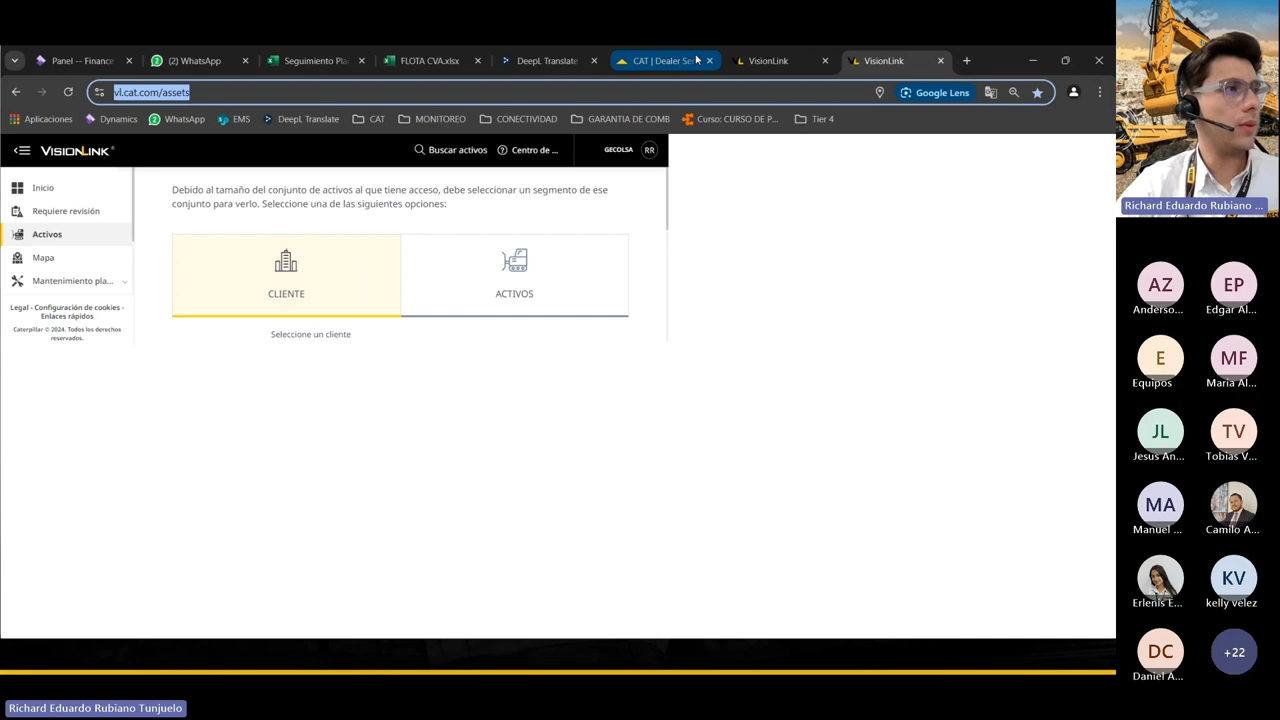 Panel -- Finance
(2) WhatsApp
Seguimiento Pla
FLOTA CVA.xlsx
DeepL Translate
CAT | Dealer Se
VisionLink
VisionLink
vl.cat.com/assets
Google Lens
Aplicaciones
Dynamics
WhatsApp
EMS
DeepL Translate
CAT
MONITOREO
CONECTIVIDAD
GARANTIA DE COMB
Curso: CURSO DE P...
Tier 4
VISIONLINK®
Buscar activos
Centro de ...
GECOLSA
RR
Inicio
Requiere revisión
Activos
Mapa
Mantenimiento pla...
Legal - Configuración de cookies -
Enlaces rápidos
Caterpillar © 2024. Todos los derechos
reservados.
Debido al tamaño del conjunto de activos al que tiene acceso, debe seleccionar un segmento de ese
conjunto para verlo. Seleccione una de las siguientes opciones:
CLIENTE
ACTIVOS
Seleccione un cliente
Richard Eduardo Rubiano ...
AZ
Anderso...
EP
Edgar Al...
E
Equipos
MF
Maria Al...
JL
Jesus An...
TV
Tobias V...
MA
Manuel ...
Camilo A...
Erlenis E...
KV
kelly velez
DC
Daniel A...
+22
Richard Eduardo Rubiano Tunjuelo